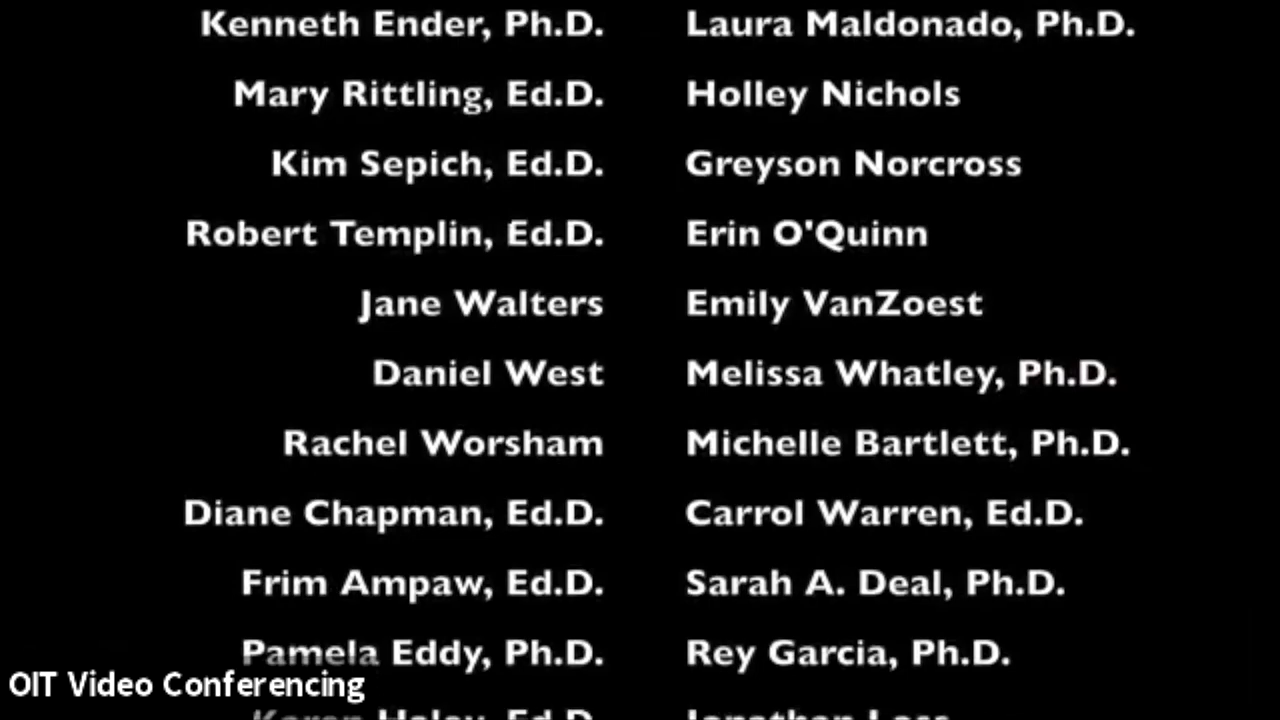 Kenneth Ender, Ph.D. Laura Maldonado, Ph.D.
Mary Rittling, Ed.D. Holley Nichols
Kim Sepich, Ed.D. Greyson Norcross
Robert Templin, Ed.D. Erin O'Quinn
Jane Walters Emily VanZoest
Daniel West Melissa Whatley, Ph.D.
Rachel Worsham Michelle Bartlett, Ph.D.
Diane Chapman, Ed.D. Carrol Warren, Ed.D.
Frim Ampaw, Ed.D. Sarah A. Deal, Ph.D.
Pamela Eddy, Ph.D. Rey Garcia, Ph.D.
OIT Video Conferencing